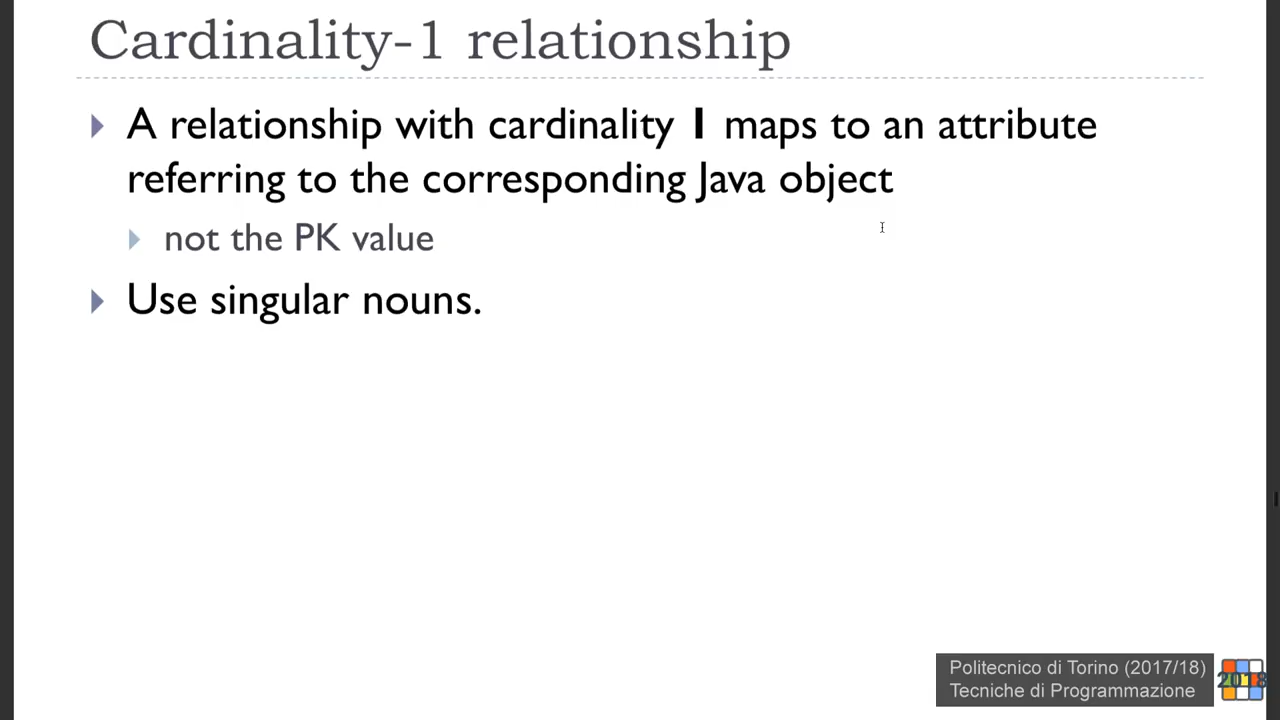 Cardinality-1 relationship
A relationship with cardinality 1 maps to an attribute
referring to the corresponding Java object
not the PK value
Use singular nouns.
Politecnico di Torino (2017/18)
Tecniche di Programmazione
2018